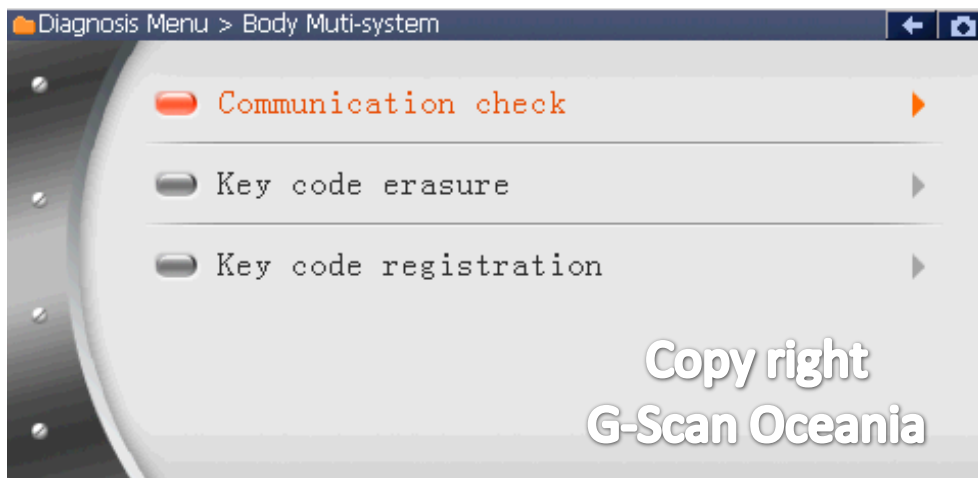 Diagnosis Menu > Body Muti-system
Communication check
Key code erasure
Key code registration
Copy right
G-Scan Oceania